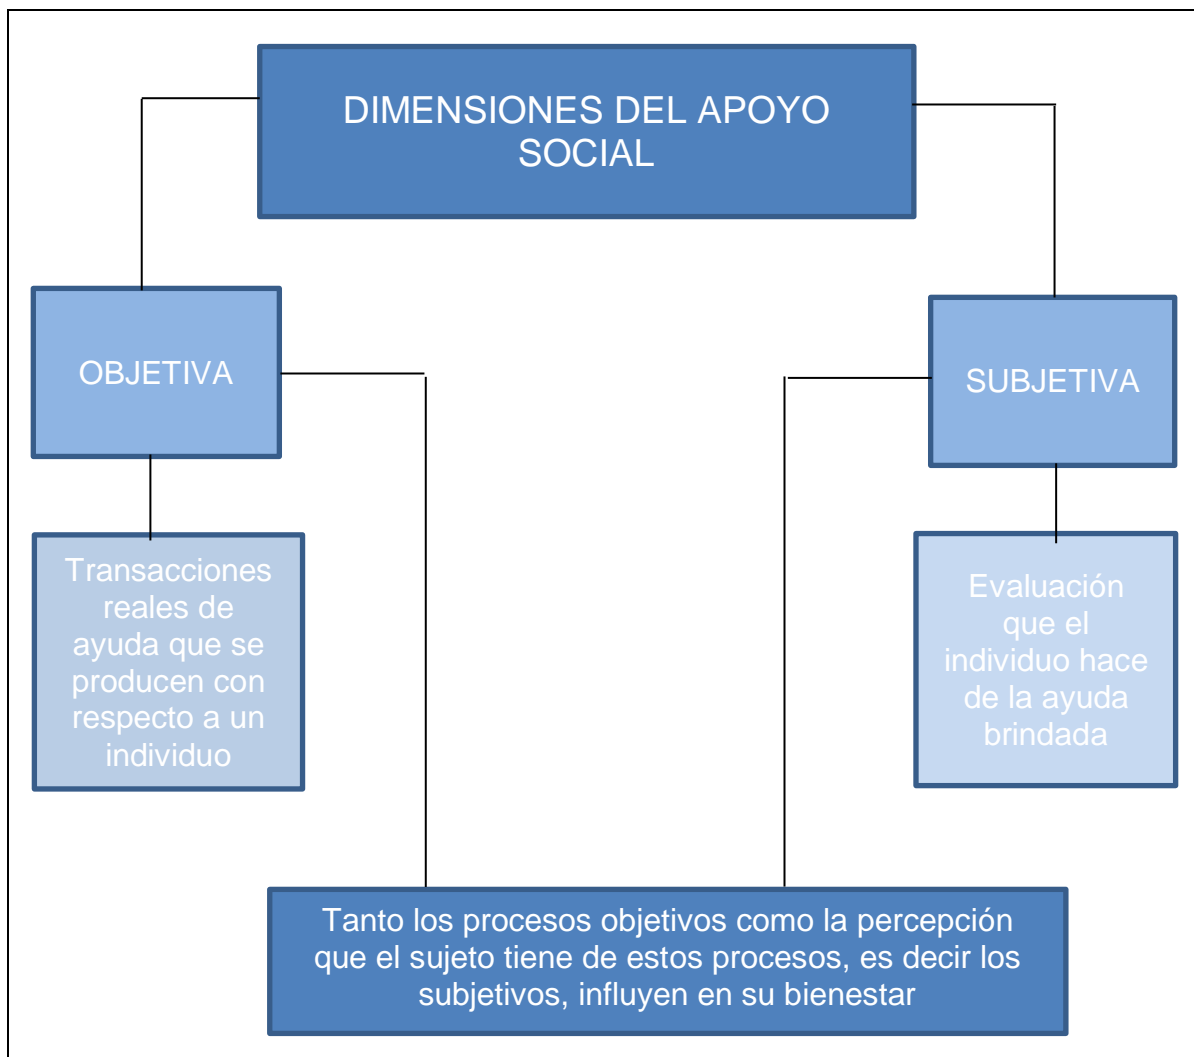 DIMENSIONES DEL APOYO
SOCIAL
OBJETIVA
SUBJETIVA
Transacciones
reales de
ayuda que se
producen con
respecto a un
individuo
Evaluación
que el
individuo hace
de la ayuda
brindada
Tanto los procesos objetivos como la percepción
que el sujeto tiene de estos procesos, es decir los
subjetivos, influyen en su bienestar